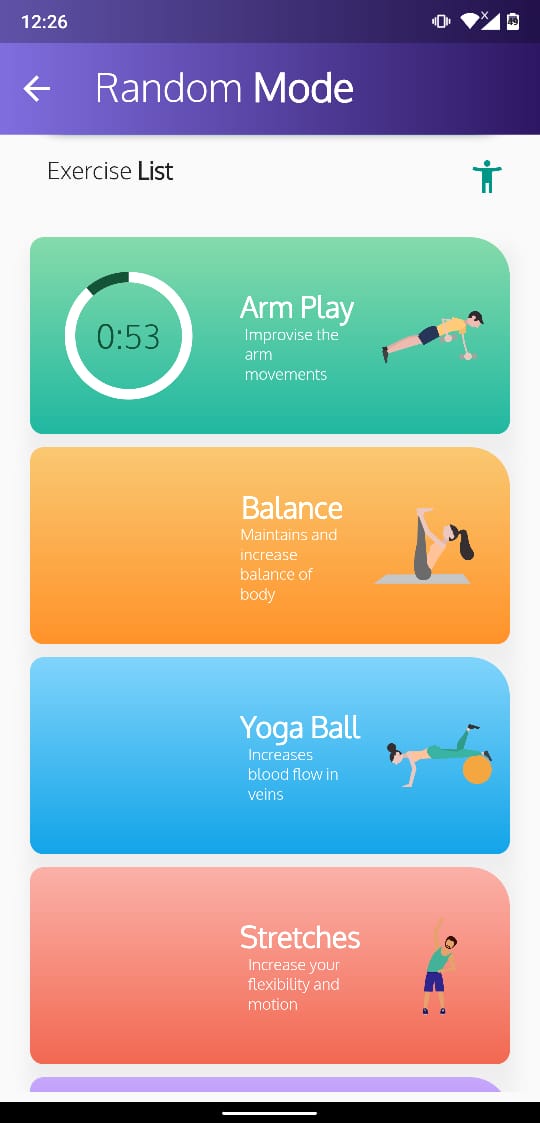 12:26
49
Random Mode
Exercise List
0:53
Arm Play
Improvise the
arm
movements
Balance
Maintains and
increase
balance of
body
Yoga Ball
Increases
blood flow in
veins
Stretches
Increase your
flexibility and
motion